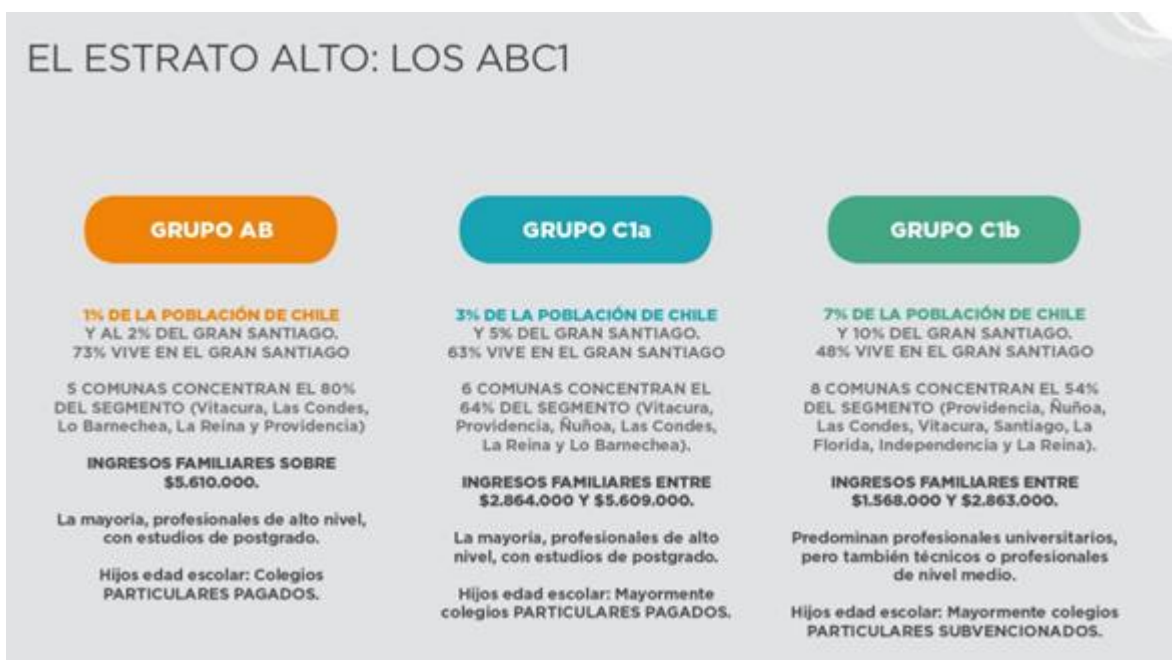 EL ESTRATO ALTO: LOS ABC1
GRUPO AB
1% DE LA POBLACIÓN DE CHILE
Y AL 2% DEL GRAN SANTIAGO.
73% VIVE EN EL GRAN SANTIAGO
5 COMUNAS CONCENTRAN EL 80%
DEL SEGMENTO (Vitacura, Las Condes,
Lo Barnechea, La Reina y Providencia)
INGRESOS FAMILIARES SOBRE
$5.610.000.
La mayoría, profesionales de alto nivel,
con estudios de postgrado.
Hijos edad escolar: Colegios
PARTICULARES PAGADOS.
GRUPO C1a
3% DE LA POBLACIÓN DE CHILE
Y 5% DEL GRAN SANTIAGO.
63% VIVE EN EL GRAN SANTIAGO
6 COMUNAS CONCENTRAN EL
64% DEL SEGMENTO (Vitacura,
Providencia, Ñuñoa, Las Condes,
La Reina y Lo Barnechea).
INGRESOS FAMILIARES ENTRE
$2.864.000 Y $5.609.000.
La mayoría, profesionales de alto
nivel, con estudios de postgrado.
Hijos edad escolar: Mayormente
colegios PARTICULARES PAGADOS.
GRUPO C1b
7% DE LA POBLACIÓN DE CHILE
Y 10% DEL GRAN SANTIAGO.
48% VIVE EN EL GRAN SANTIAGO
8 COMUNAS CONCENTRAN EL 54%
DEL SEGMENTO (Providencia, Ñuñoa,
Las Condes, Vitacura, Santiago, La
Florida, Independencia y La Reina).
INGRESOS FAMILIARES ENTRE
$1.568.000 Y $2.863.000.
Predominan profesionales universitarios,
pero también técnicos o profesionales
de nivel medio.
Hijos edad escolar: Mayormente colegios
PARTICULARES SUBVENCIONADOS.